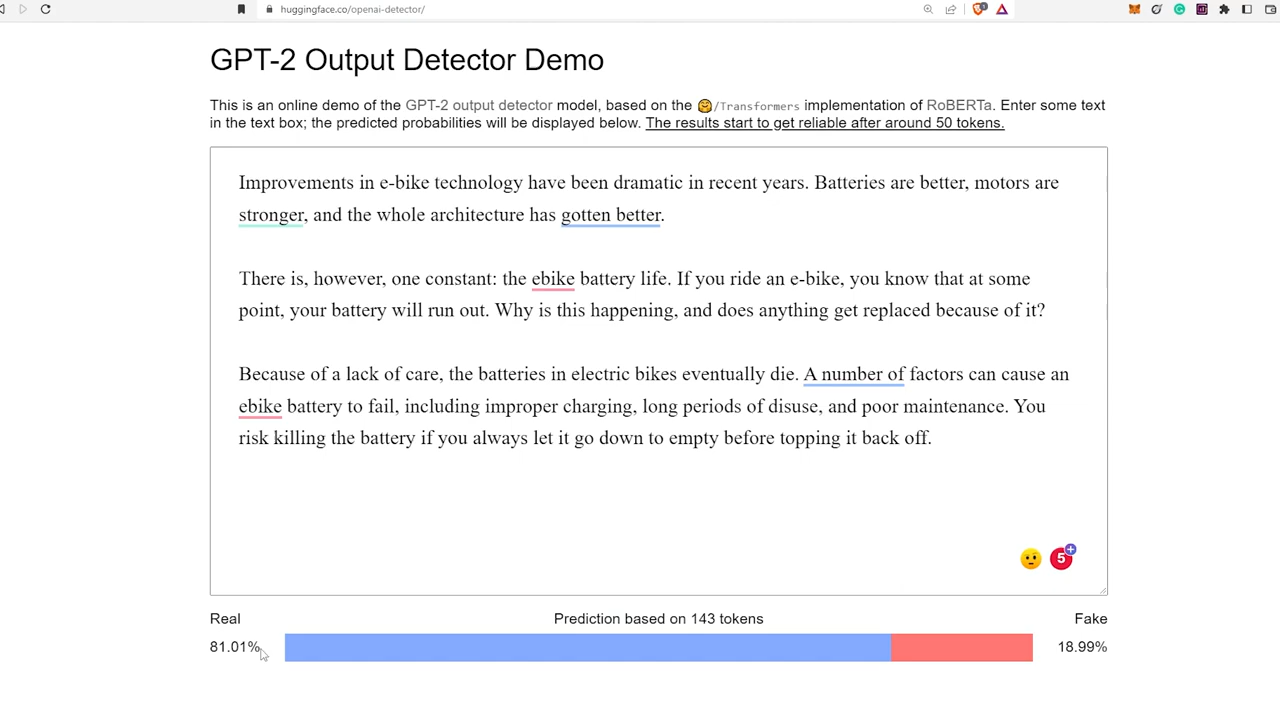 huggingface.co/openai-detector/
GPT-2 Output Detector Demo
This is an online demo of the GPT-2 output detector model, based on the 🤗/Transformers implementation of RoBERTa. Enter some text
in the text box; the predicted probabilities will be displayed below. The results start to get reliable after around 50 tokens.
Improvements in e-bike technology have been dramatic in recent years. Batteries are better, motors are
stronger, and the whole architecture has gotten better.
There is, however, one constant: the ebike battery life. If you ride an e-bike, you know that at some
point, your battery will run out. Why is this happening, and does anything get replaced because of it?
Because of a lack of care, the batteries in electric bikes eventually die. A number of factors can cause an
ebike battery to fail, including improper charging, long periods of disuse, and poor maintenance. You
risk killing the battery if you always let it go down to empty before topping it back off.
5
Real Prediction based on 143 tokens Fake
81.01% 18.99%